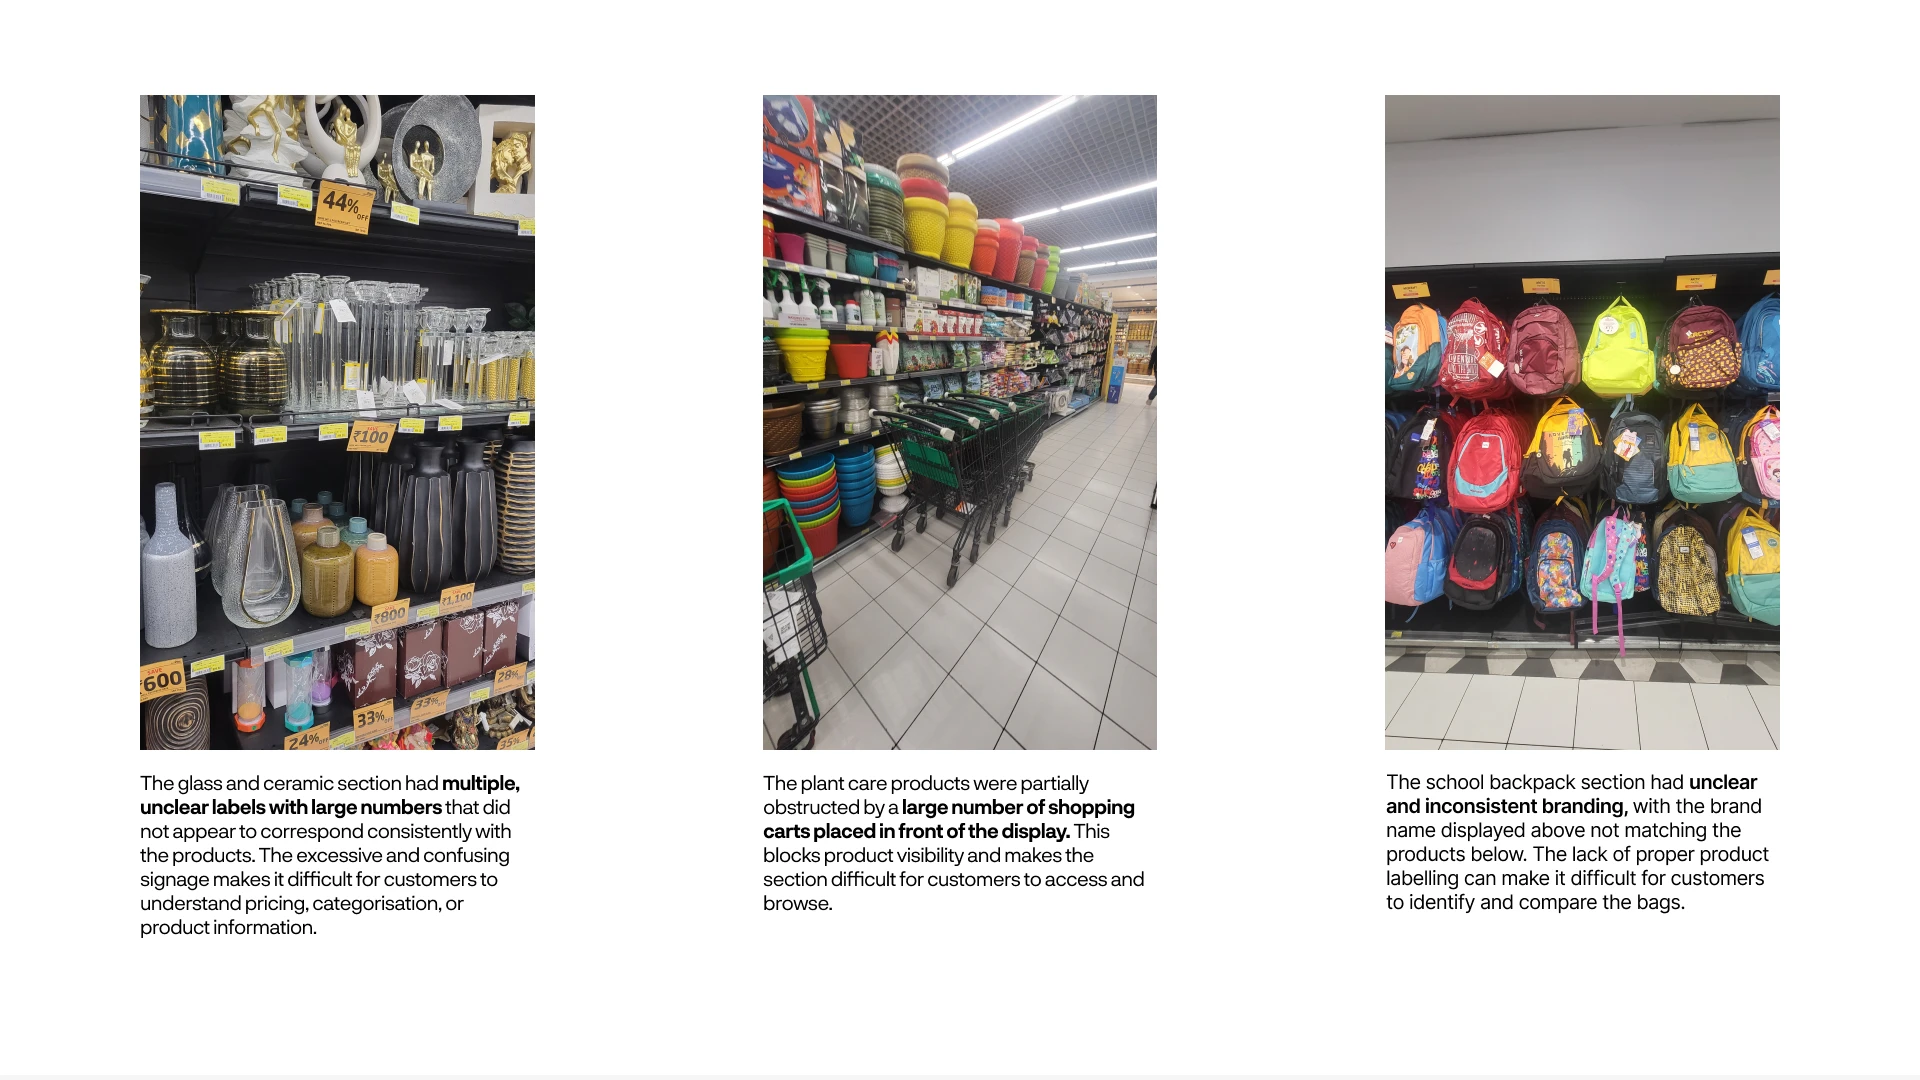 44%
OFF
SAVE
₹100
₹800
₹1,100
SAVE
₹600
28%
33%
OFF
33%
24%
OFF
35%
The glass and ceramic section had multiple,
unclear labels with large numbers that did
not appear to correspond consistently with
the products. The excessive and confusing
signage makes it difficult for customers to
understand pricing, categorisation, or
product information.
The plant care products were partially
obstructed by a large number of shopping
carts placed in front of the display. This
blocks product visibility and makes the
section difficult for customers to access and
browse.
ARCTIC
The school backpack section had unclear
and inconsistent branding, with the brand
name displayed above not matching the
products below. The lack of proper product
labelling can make it difficult for customers
to identify and compare the bags.